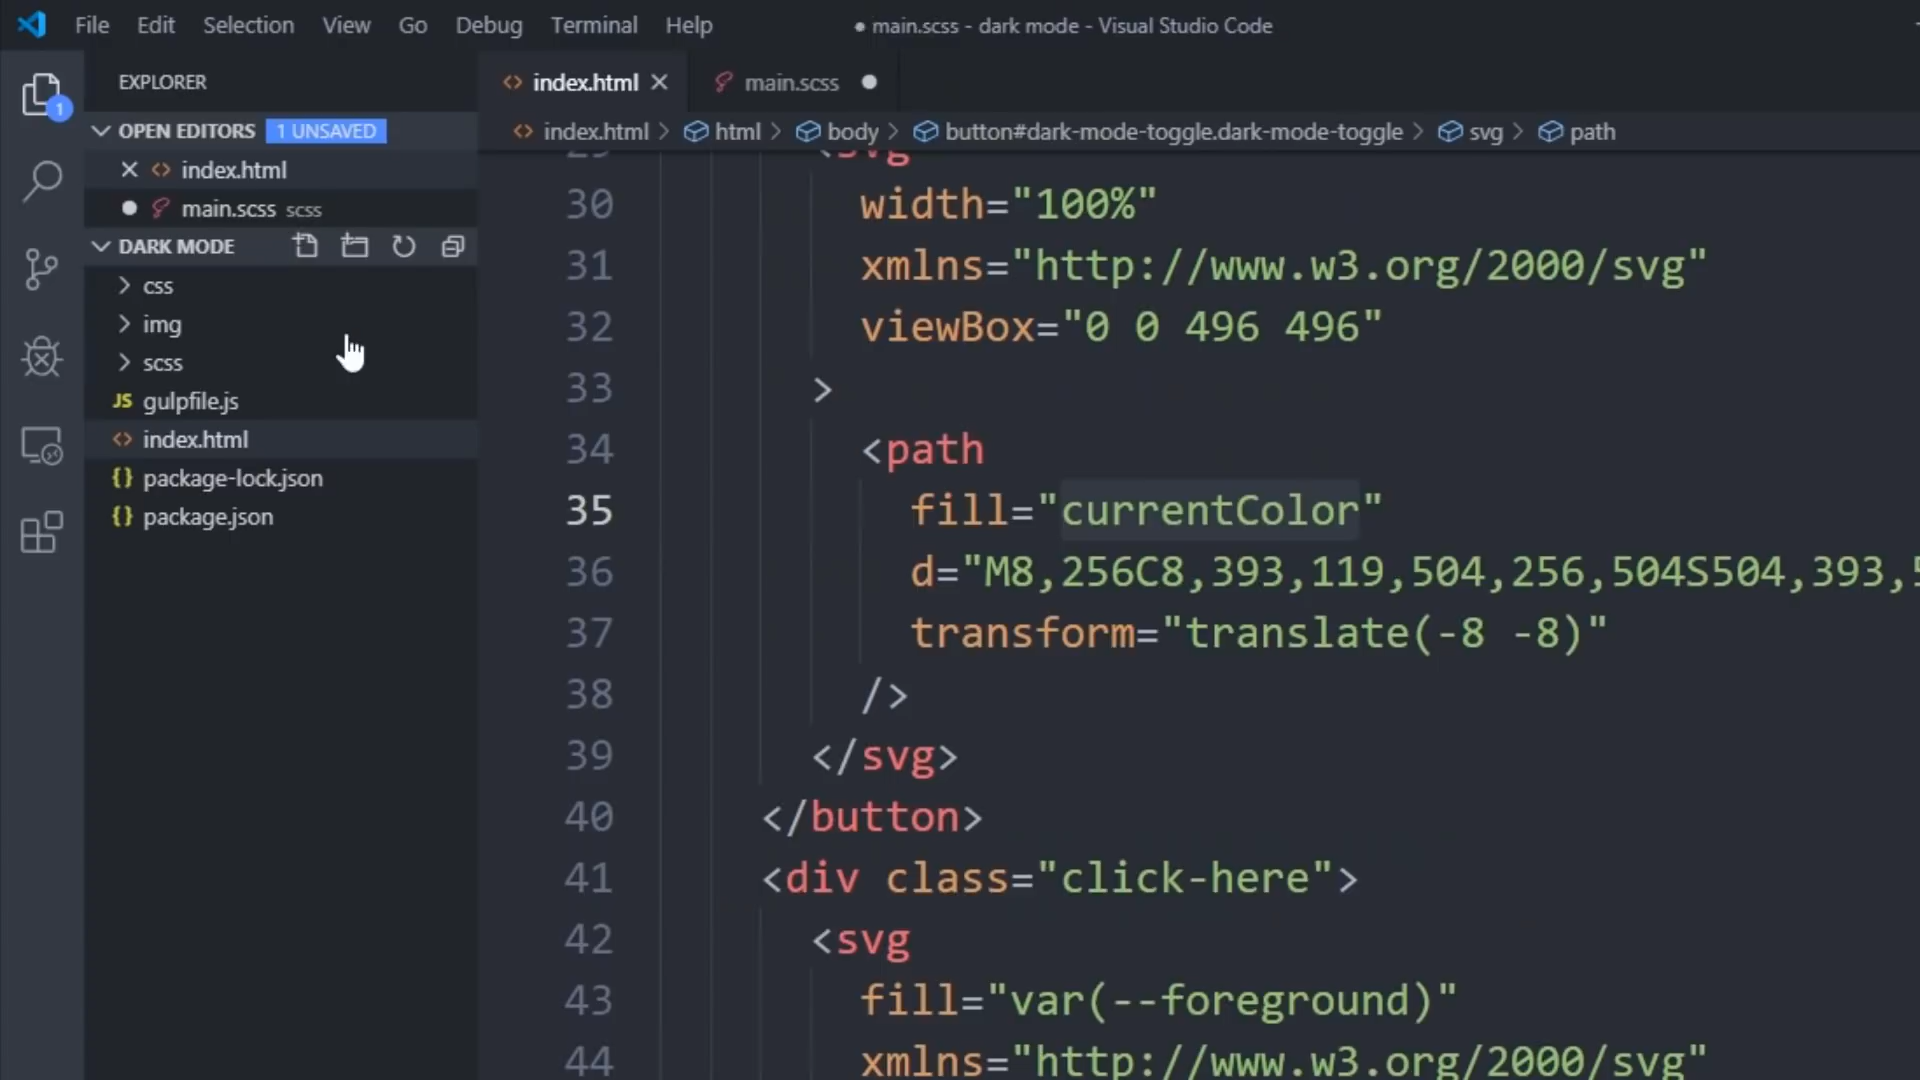 File Edit Selection View Go Debug Terminal Help
● main.scss - dark mode - Visual Studio Code
EXPLORER
1
OPEN EDITORS 1 UNSAVED
index.html
main.scss scss
DARK MODE
css
img
scss
JS gulpfile.js
index.html
{} package-lock.json
{} package.json
index.html main.scss
index.html > html > body > button#dark-mode-toggle.dark-mode-toggle > svg > path
29 <svg
30 width="100%"
31 xmlns="http://www.w3.org/2000/svg"
32 viewBox="0 0 496 496"
33 >
34 <path
35 fill="currentColor"
36 d="M8,256C8,393,119,504,256,504S504,393,5
37 transform="translate(-8 -8)"
38 />
39 </svg>
40 </button>
41 <div class="click-here">
42 <svg
43 fill="var(--foreground)"
44 xmlns="http://www.w3.org/2000/svg"